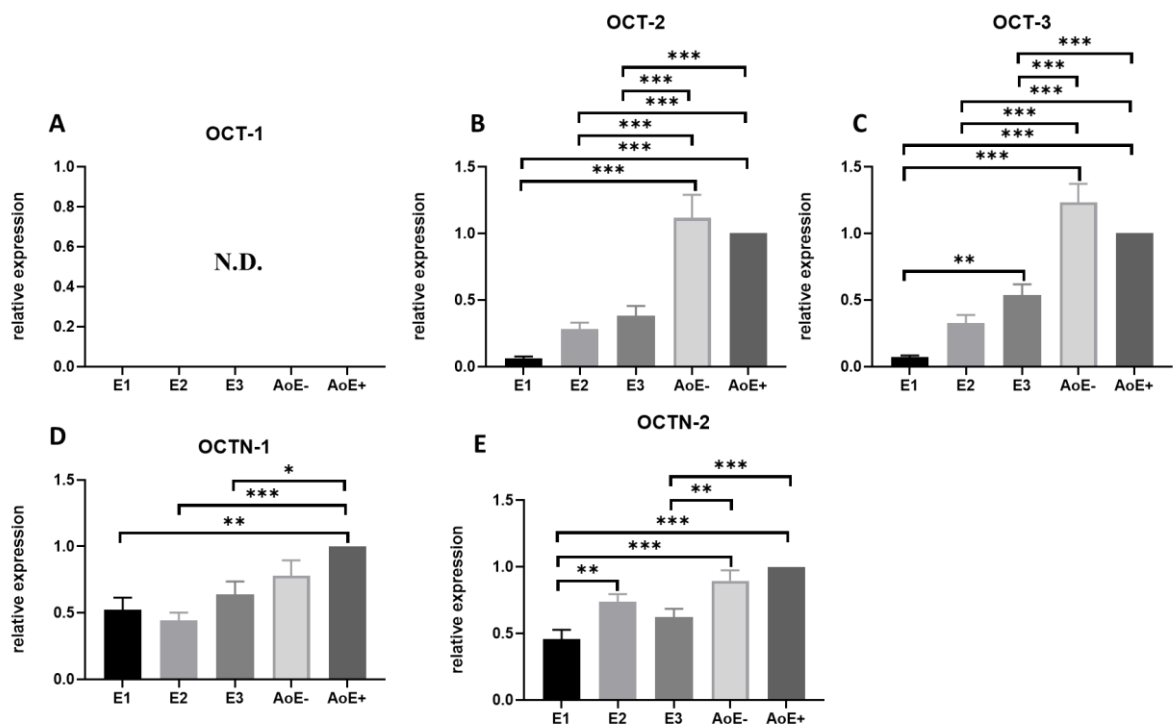 A
OCT-1
relative expression
1.0
0.8
0.6
0.4
0.2
0.0
N.D.
E1 E2 E3 AoE- AoE+
B
OCT-2
***
***
***
***
***
***
relative expression
1.5
1.0
0.5
0.0
E1 E2 E3 AoE- AoE+
C
OCT-3
***
***
***
***
***
***
**
relative expression
1.5
1.0
0.5
0.0
E1 E2 E3 AoE- AoE+
D
OCTN-1
*
***
**
relative expression
1.5
1.0
0.5
0.0
E1 E2 E3 AoE- AoE+
E
OCTN-2
***
**
***
***
**
relative expression
1.5
1.0
0.5
0.0
E1 E2 E3 AoE- AoE+